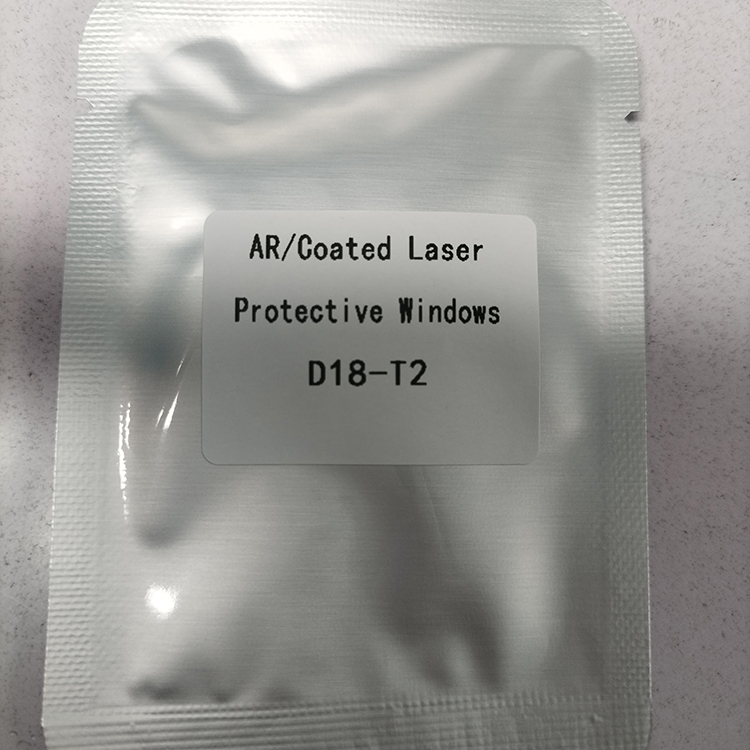 AR/Coated Laser
Protective Windows
D18-T2